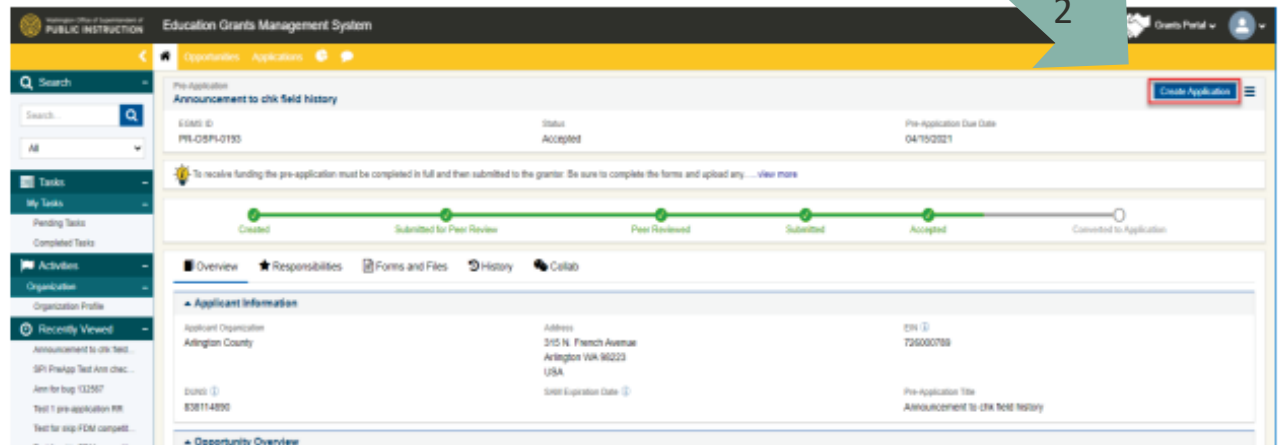 2
Washington Office of Superintendent of
PUBLIC INSTRUCTION
Education Grants Management System
Grants Portal
Opportunities Applications
Search
Search...
All
Tasks
My Tasks
Pending Tasks
Completed Tasks
Activities
Organization
Organization Profile
Recently Viewed
Announcement to chk field...
SPI PreApp Test Ann chec...
Ann for bug 132567
Test 1 pre-application RR
Test for skip FDM competit...
Pre-Application
Announcement to chk field history
Create Application
EGMS ID
PR-OSPI-0193
Status
Accepted
Pre-Application Due Date
04/15/2021
To receive funding the pre-application must be completed in full and then submitted to the grantor. Be sure to complete the forms and upload any..... view more
Created
Submitted for Peer Review
Peer Reviewed
Submitted
Accepted
Converted to Application
Overview Responsibilities Forms and Files History Collab
Applicant Information
Applicant Organization
Arlington County
Address
315 N. French Avenue
Arlington WA 98223
USA
EIN
726000789
DUNS
838114890
SAM Expiration Date
Pre-Application Title
Announcement to chk field history
Opportunity Overview